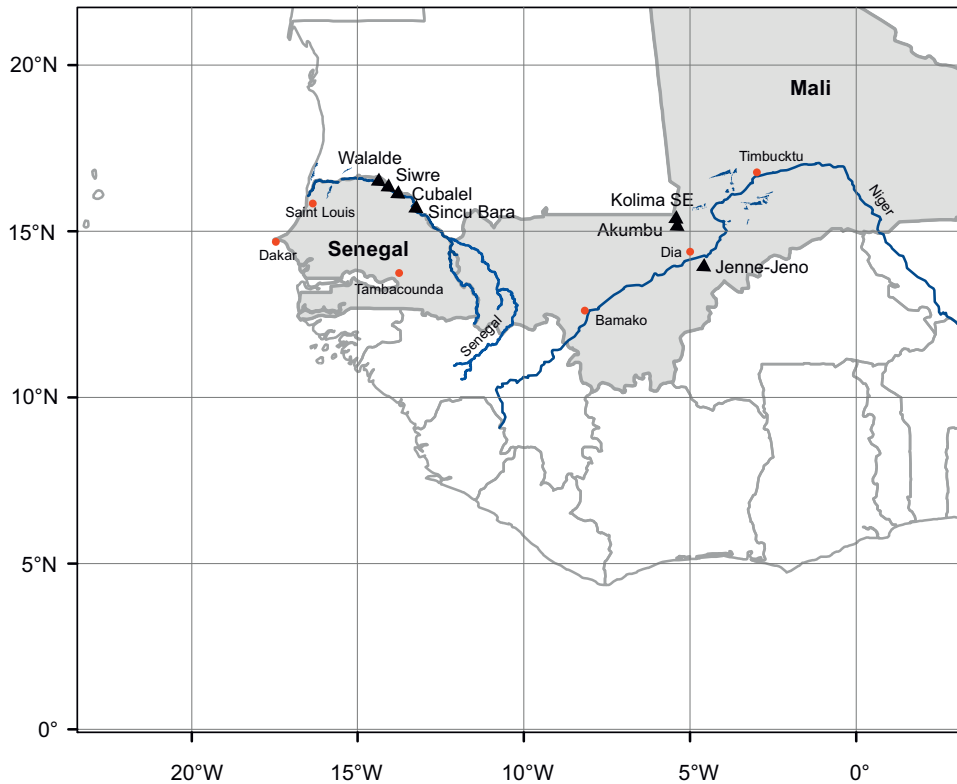 20°N
Mali
Timbucktu
Walalde
Siwre
Cubalel
Kolima SE
Niger
Saint Louis
Sincu Bara
Akumbu
15°N
Dakar
Senegal
Dia
Jenne-Jeno
Tambacounda
Bamako
Senegal
10°N
5°N
0°
20°W
15°W
10°W
5°W
0°